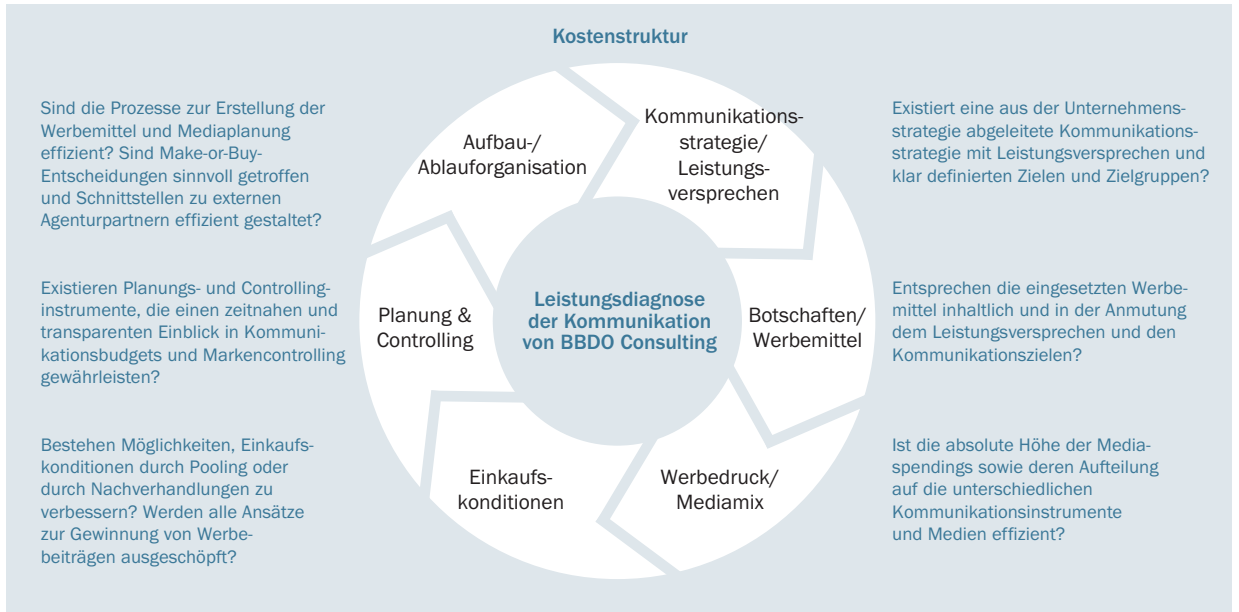 Kostenstruktur
Sind die Prozesse zur Erstellung der
Werbemittel und Mediaplanung
effizient? Sind Make-or-Buy-
Entscheidungen sinnvoll getroffen
und Schnittstellen zu externen
Agenturpartnern effizient gestaltet?
Existieren Planungs- und Controlling-
instrumente, die einen zeitnahen und
transparenten Einblick in Kommuni-
kationsbudgets und Markencontrolling
gewährleisten?
Bestehen Möglichkeiten, Einkaufs-
konditionen durch Pooling oder
durch Nachverhandlungen zu
verbessern? Werden alle Ansätze
zur Gewinnung von Werbe-
beiträgen ausgeschöpft?
Aufbau-/
Ablauforganisation
Kommunikations-
strategie/
Leistungs-
versprechen
Planung &
Controlling
Leistungsdiagnose
der Kommunikation
von BBDO Consulting
Botschaften/
Werbemittel
Einkaufs-
konditionen
Werbedruck/
Mediamix
Existiert eine aus der Unternehmens-
strategie abgeleitete Kommunikations-
strategie mit Leistungsversprechen und
klar definierten Zielen und Zielgruppen?
Entsprechen die eingesetzten Werbe-
mittel inhaltlich und in der Anmutung
dem Leistungsversprechen und den
Kommunikationszielen?
Ist die absolute Höhe der Media-
spendings sowie deren Aufteilung
auf die unterschiedlichen
Kommunikationsinstrumente
und Medien effizient?